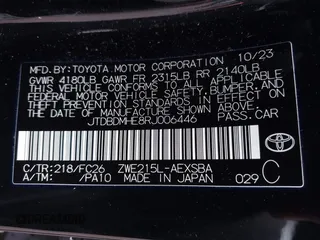 MFD.BY:TOYOTA MOTOR CORPORATION 10/23
GVWR 4180LB GAWR FR 2315LB RR 2140LB
THIS VEHICLE CONFORMS TO ALL APPLICABLE
FEDERAL MOTOR VEHICLE SAFETY AND
THEFT PREVENTION STANDARDS IN EFFECT ON
THE DATE OF MANUFACTURE SHOWN ABOVE.
JTDBDMHE8RJ006446 PASS.CAR
C/TR:218/FC26 ZWE215L-AEXSBA
A/TM: /PA10 MADE IN JAPAN 029 C
TOYOTA